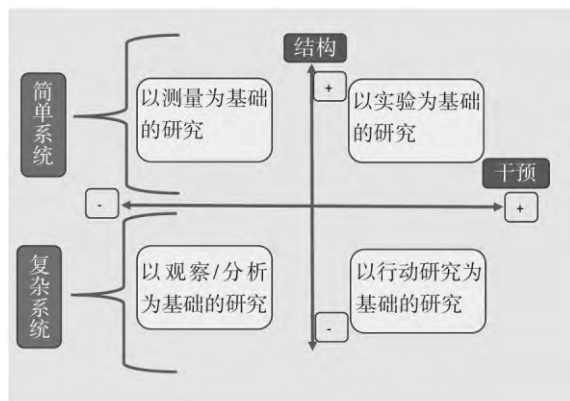 结构
简单系统
+
以测量为基础
的研究
以实验为基础
的研究
干预
-
+
复杂系统
以观察/分析
为基础的研究
以行动研究为
基础的研究
-